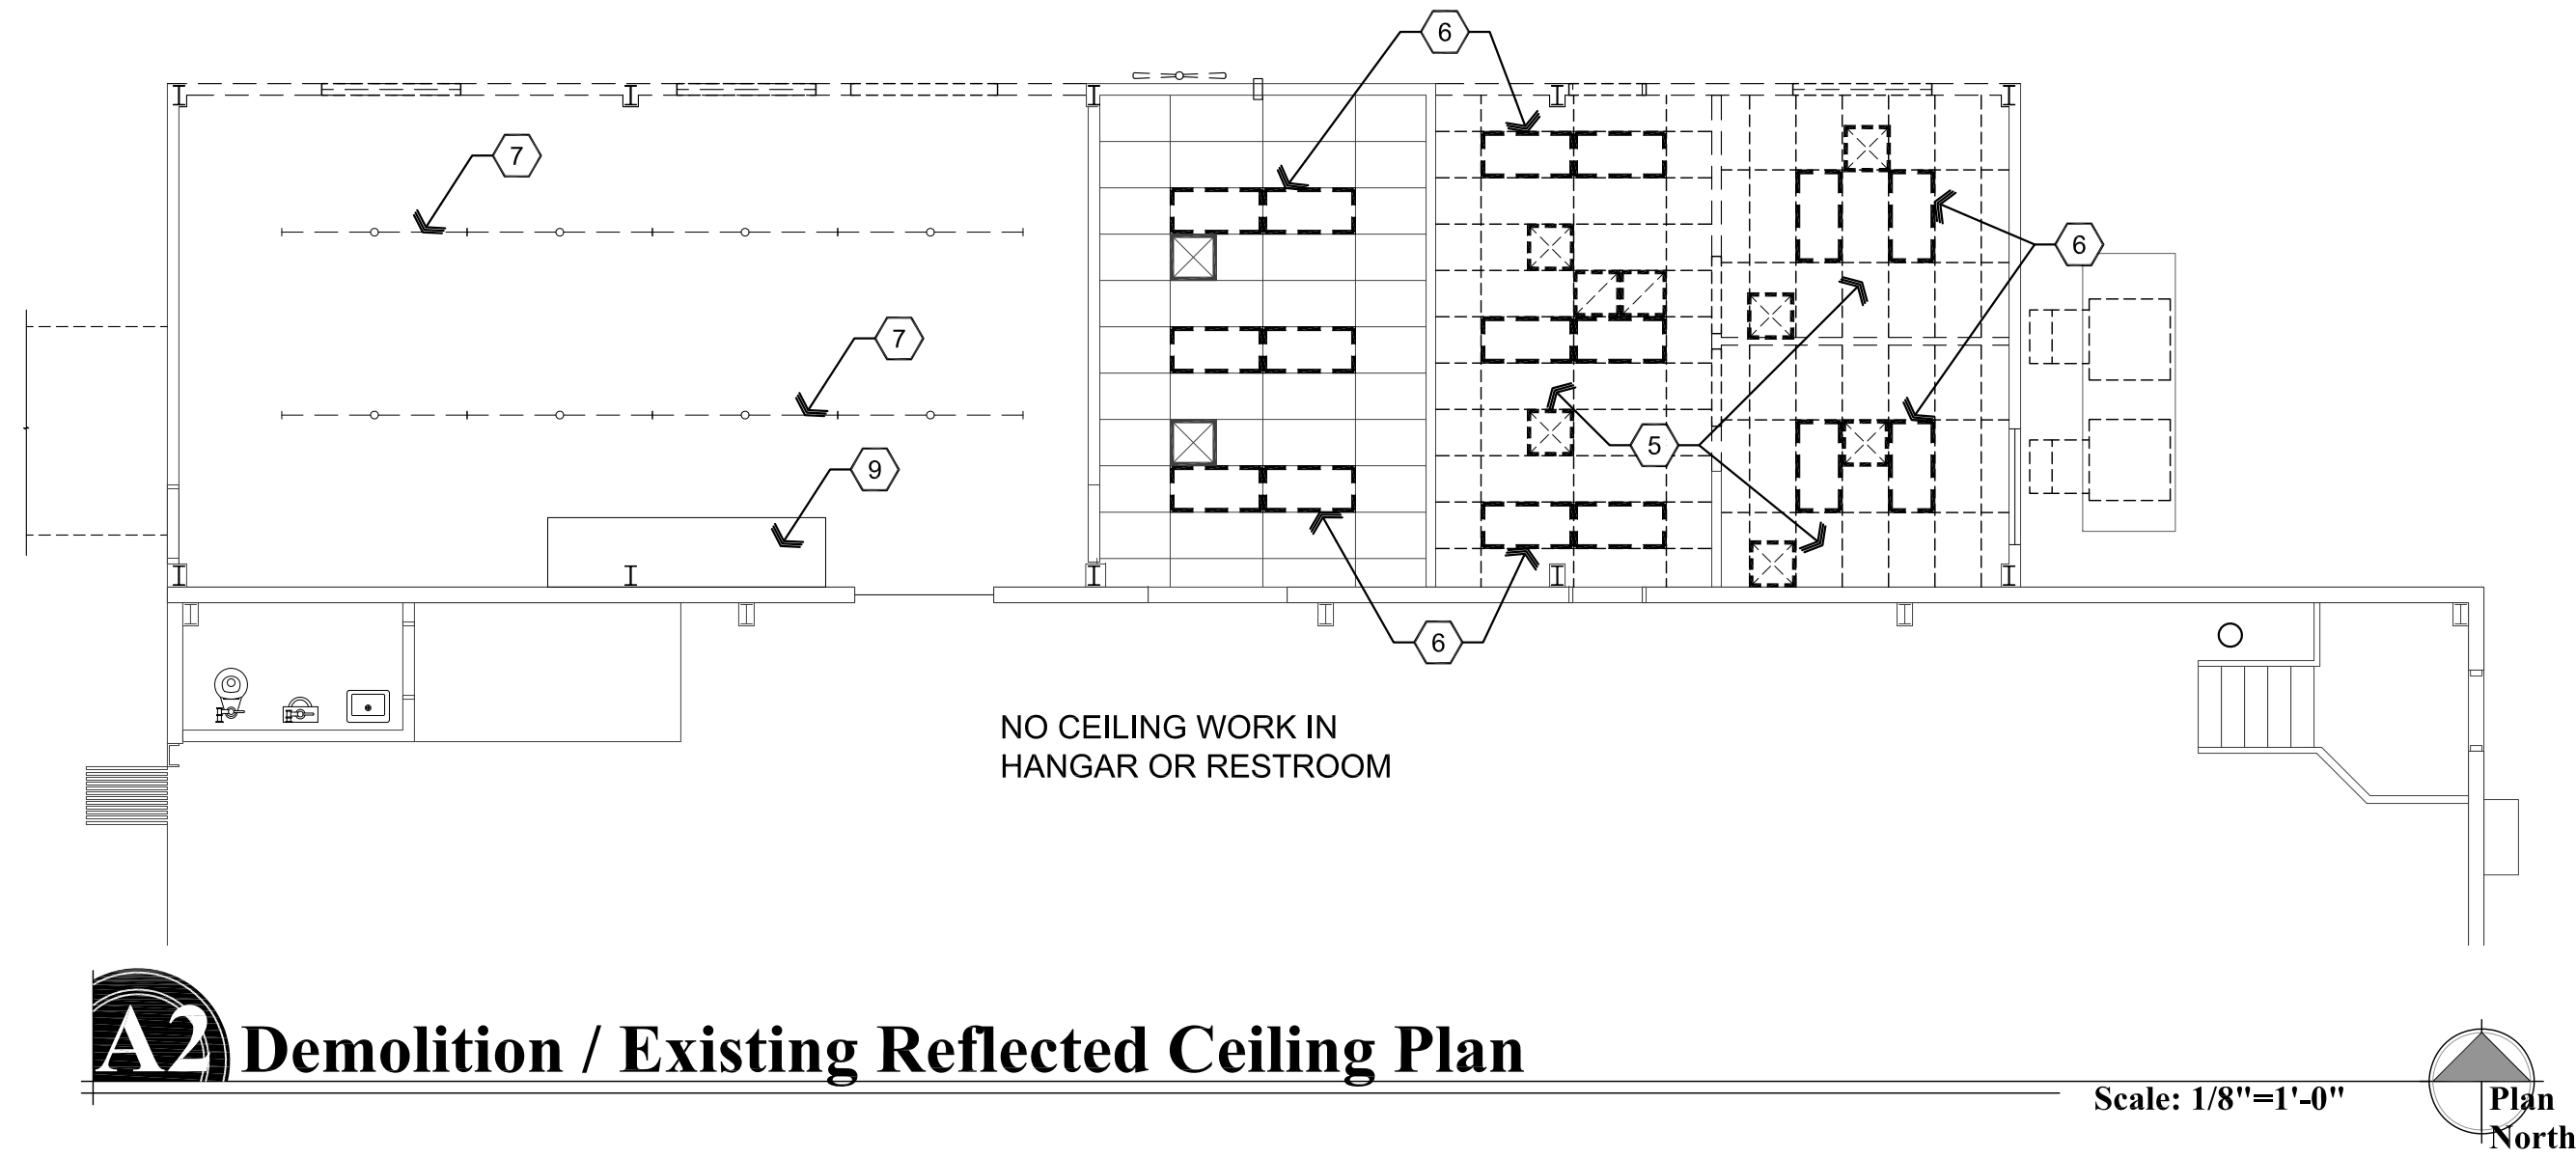 6
7
6
7
5
9
6
NO CEILING WORK IN
HANGAR OR RESTROOM
A2 Demolition / Existing Reflected Ceiling Plan
Scale: 1/8"=1'-0"
Plan
North